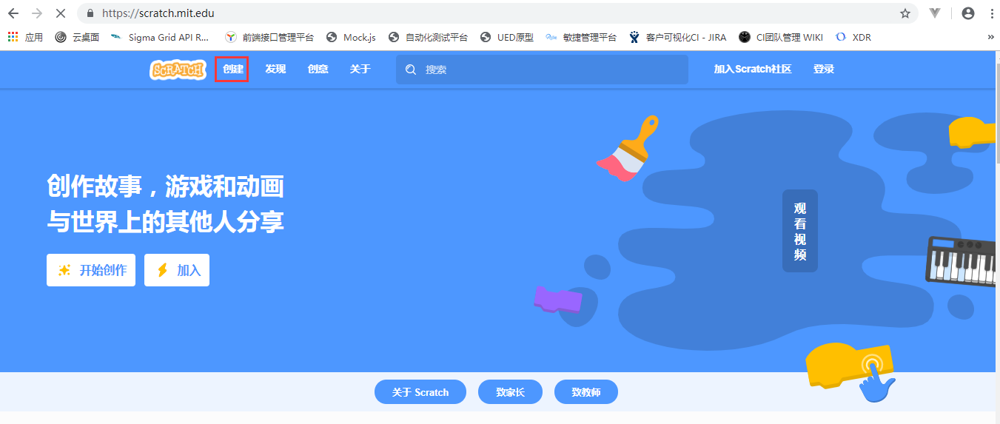 https://scratch.mit.edu
应用 云桌面 Sigma Grid API R... 前端接口管理平台 Mock.js 自动化测试平台 UED原型 敏捷管理平台 客户可视化CI - JIRA CI团队管理 WIKI XDR »
SCRATCH 创建 发现 创意 关于 搜索 加入Scratch社区 登录
创作故事，游戏和动画
与世界上的其他人分享
开始创作 加入
观
看
视
频
关于 Scratch 致家长 致教师